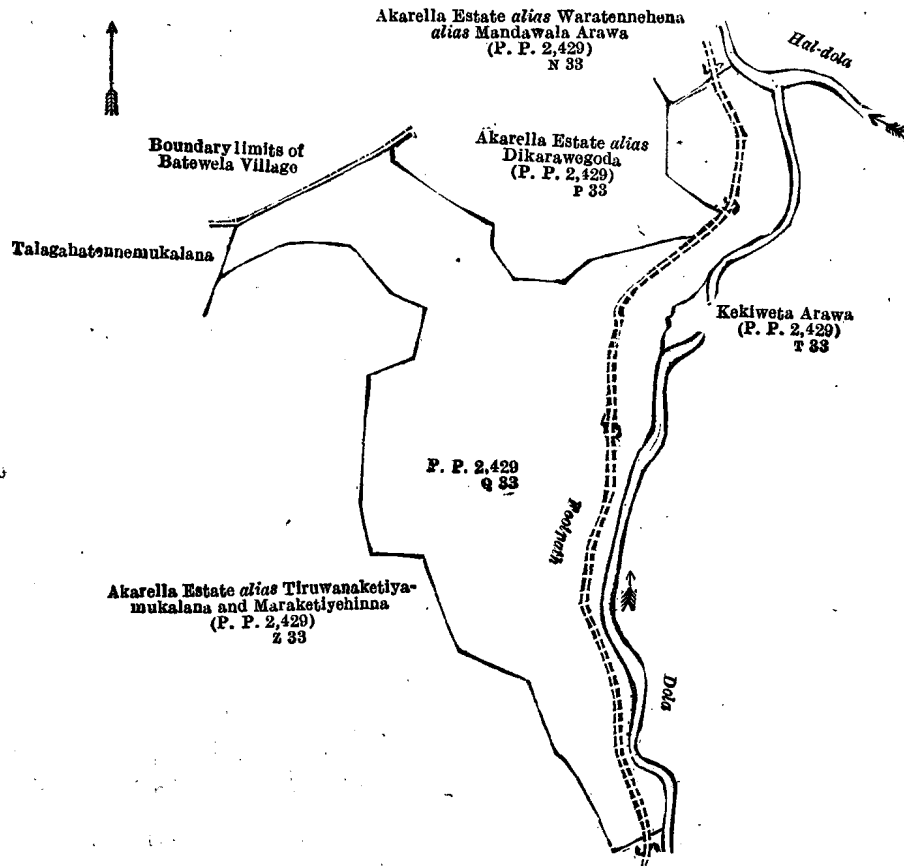 Akarella Estate alias Waratennehena
alias Mandawala Arawa
(P. P. 2,429)
N 33
Hal-dola
Boundary limits of
Batewela Village
Akarella Estate alias
Dikarawegoda
(P. P. 2,429)
P 33
Talagahatennemukalana
Kekiweta Arawa
(P. P. 2,429)
T 33
P. P. 2,429
Q 33
Footpath
Akarella Estate alias Tiruwanaketiya-
mukalana and Maraketiyehinna
(P. P. 2,429)
Z 33
Dola